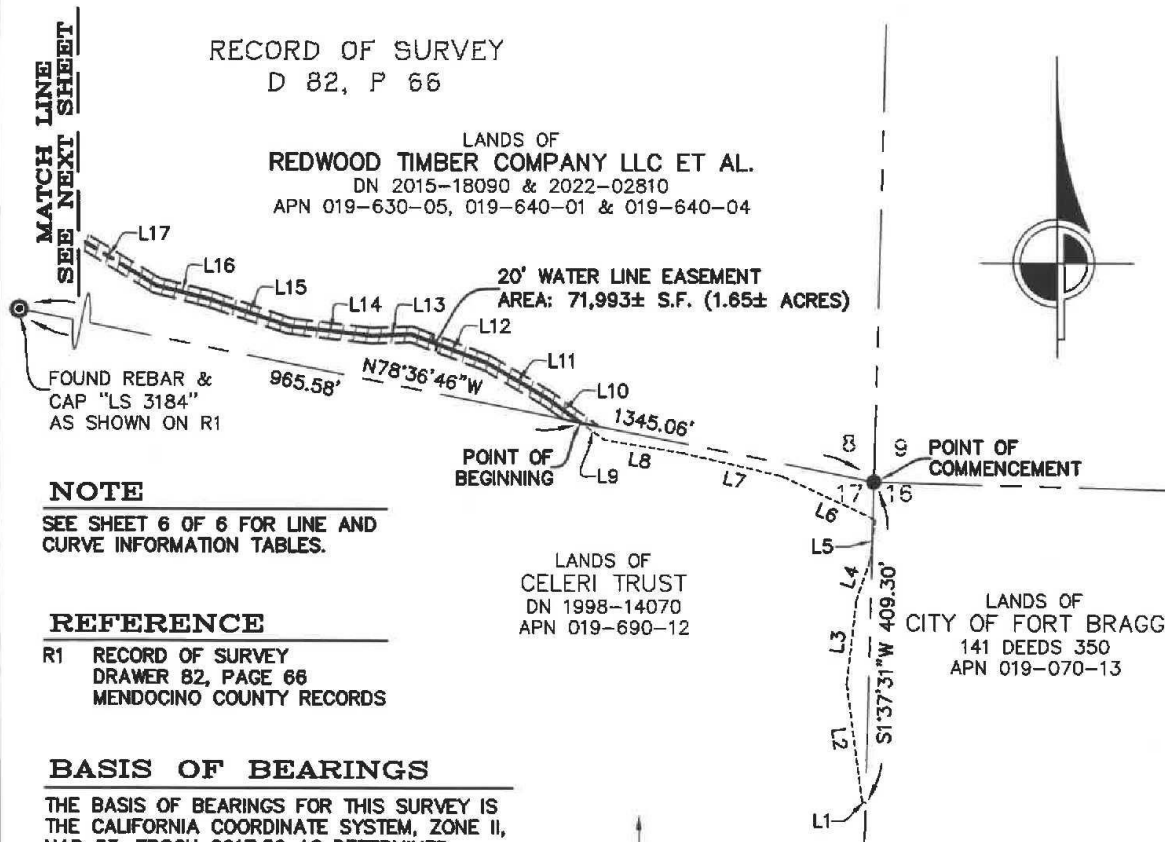 RECORD OF SURVEY
D 82, P 66
MATCH LINE
SEE NEXT SHEET
LANDS OF
REDWOOD TIMBER COMPANY LLC ET AL.
DN 2015-18090 & 2022-02810
APN 019-630-05, 019-640-01 & 019-640-04
L17
L16
L15
L14
L13
L12
L11
L10
20' WATER LINE EASEMENT
AREA: 71,993± S.F. (1.65± ACRES)
FOUND REBAR &
CAP "LS 3184"
AS SHOWN ON R1
965.58'
N78°36'46"W
1345.06'
POINT OF
BEGINNING
L9
L8
L7
L6
8
9
17
16
POINT OF
COMMENCEMENT
L5
L4
L3
L2
L1
S1°37'31"W 409.30'
NOTE
SEE SHEET 6 OF 6 FOR LINE AND
CURVE INFORMATION TABLES.
LANDS OF
CELERI TRUST
DN 1998-14070
APN 019-690-12
LANDS OF
CITY OF FORT BRAGG
141 DEEDS 350
APN 019-070-13
REFERENCE
R1 RECORD OF SURVEY
DRAWER 82, PAGE 66
MENDOCINO COUNTY RECORDS
BASIS OF BEARINGS
THE BASIS OF BEARINGS FOR THIS SURVEY IS
THE CALIFORNIA COORDINATE SYSTEM, ZONE II,